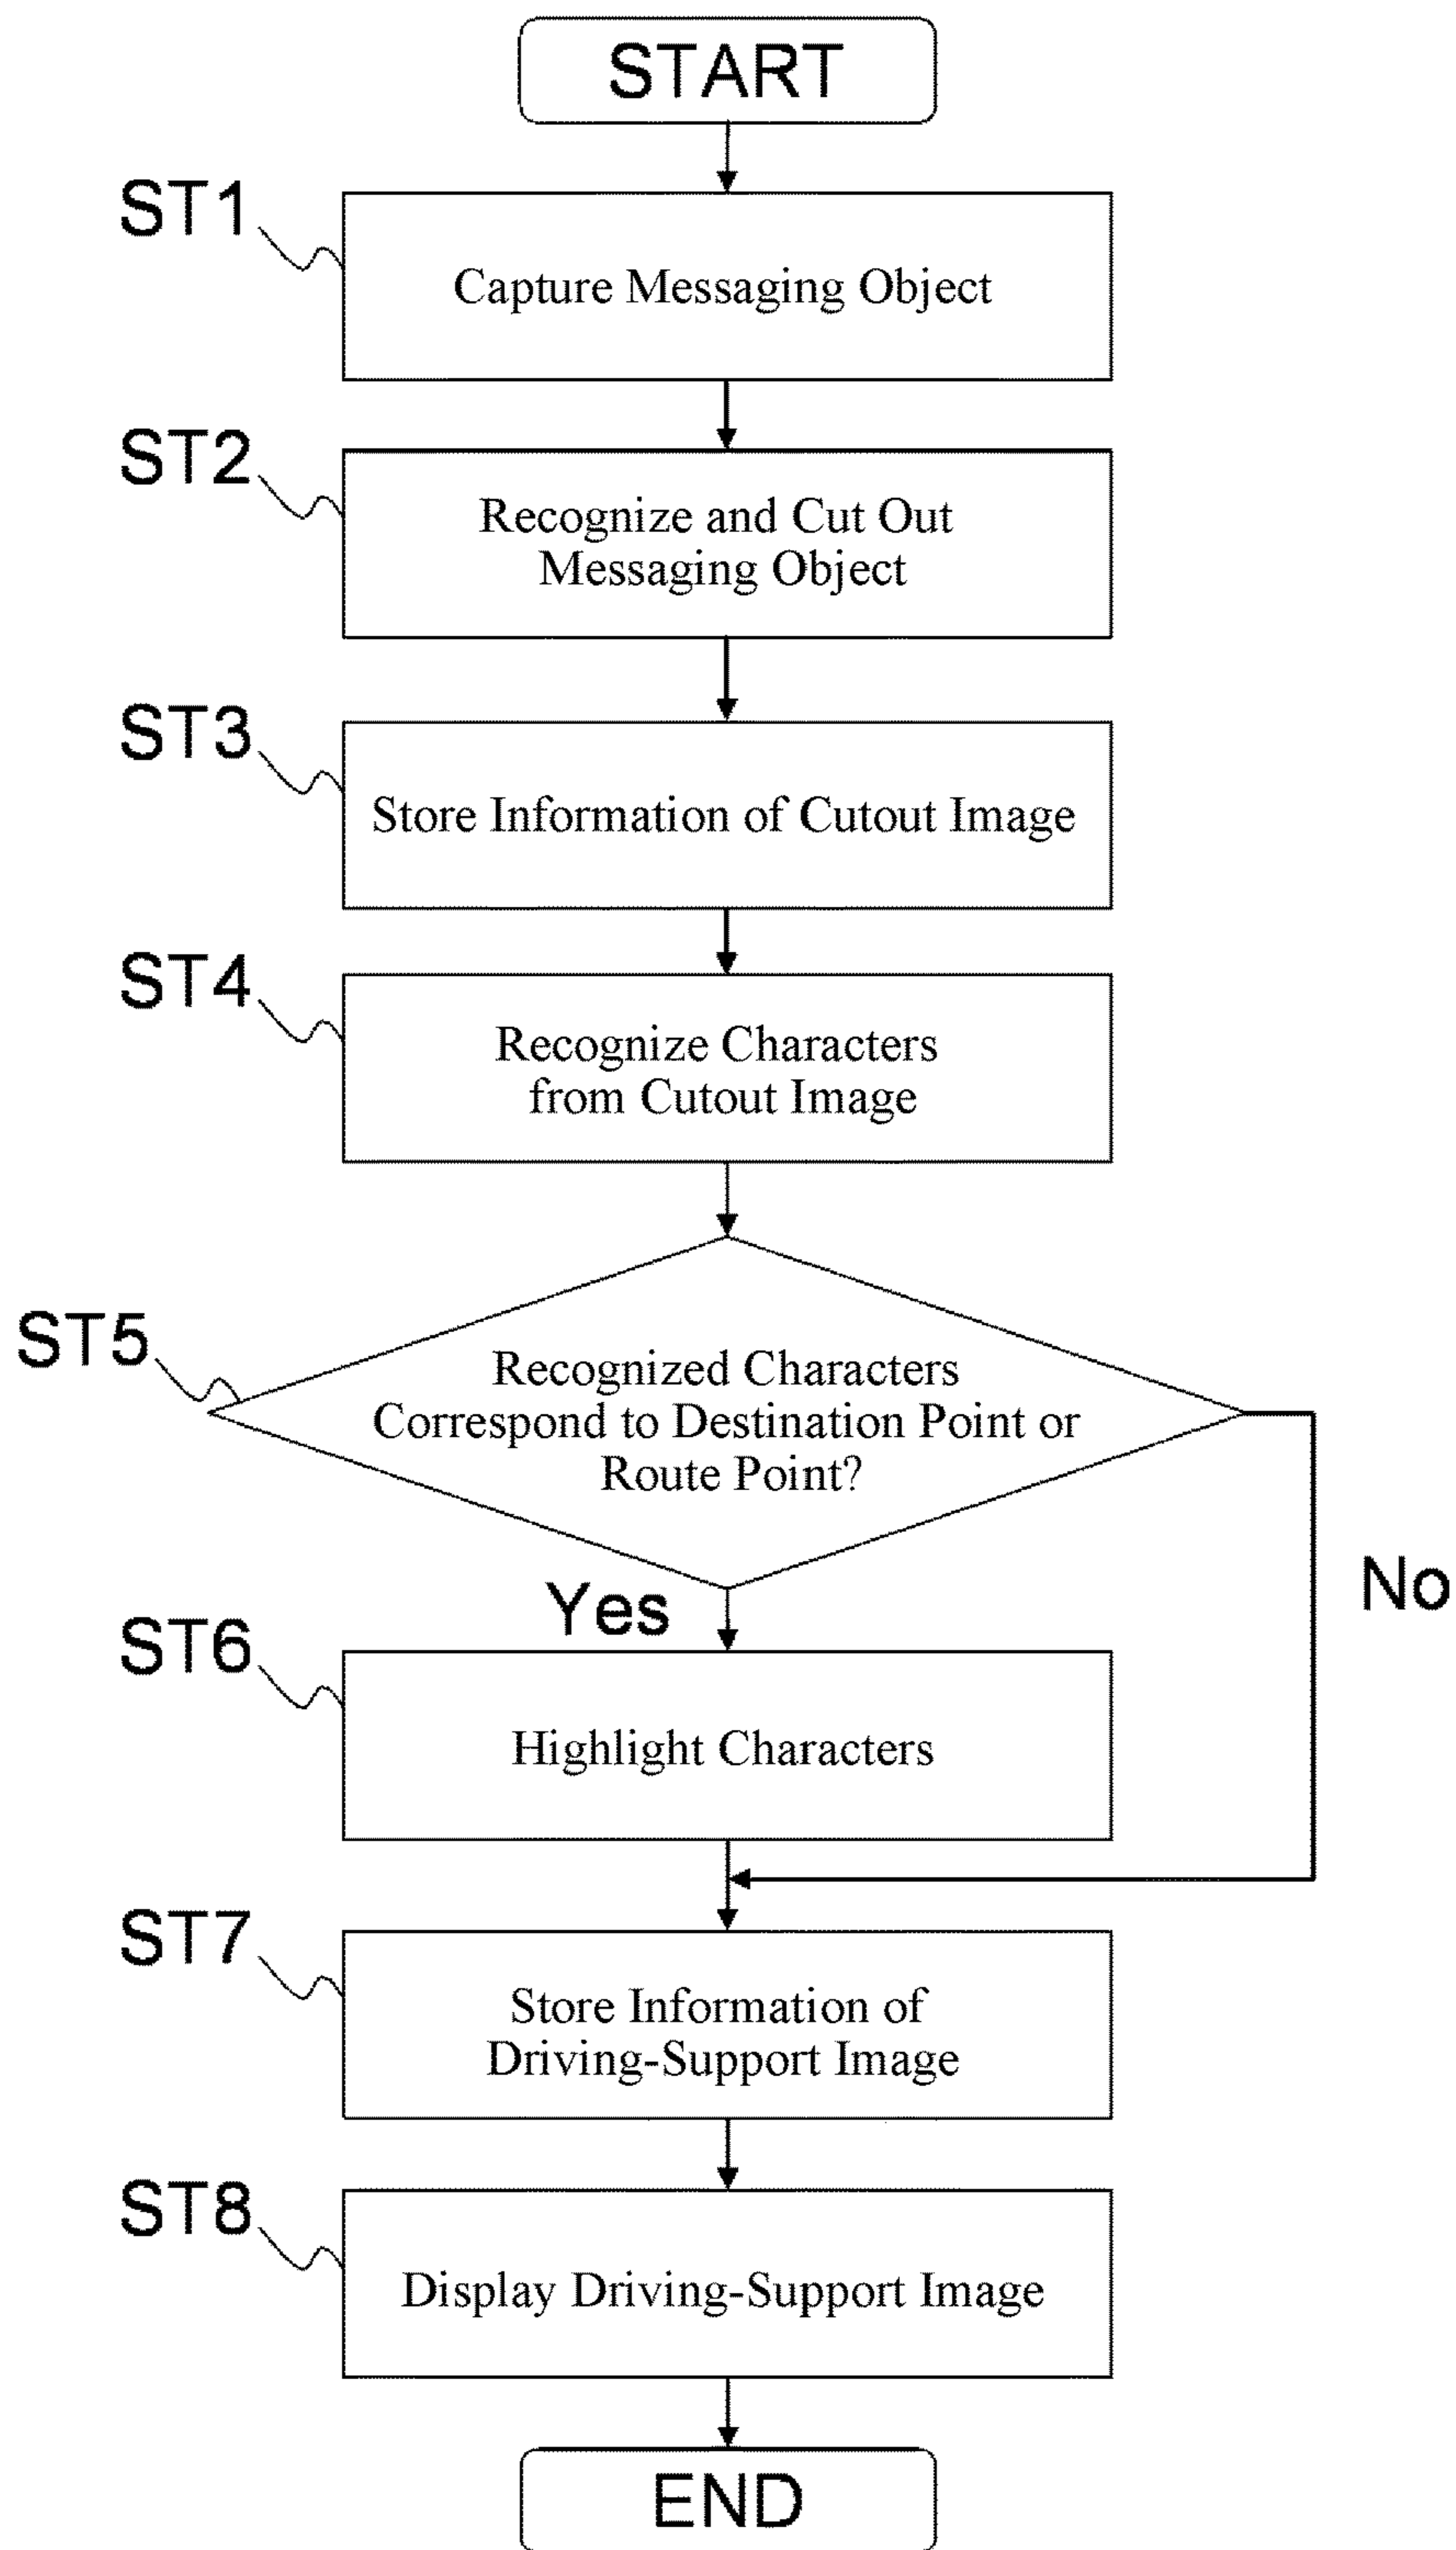 START
ST1
Capture Messaging Object
ST2
Recognize and Cut Out
Messaging Object
ST3
Store Information of Cutout Image
ST4
Recognize Characters
from Cutout Image
ST5
Recognized Characters
Correspond to Destination Point or
Route Point?
No
Yes
ST6
Highlight Characters
ST7
Store Information of
Driving-Support Image
ST8
Display Driving-Support Image
END